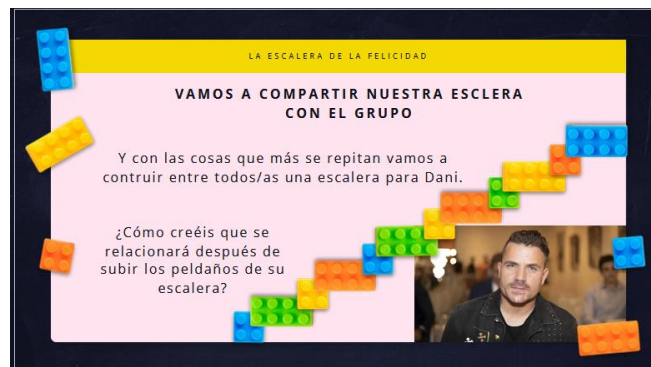 LA ESCALERA DE LA FELICIDAD
VAMOS A COMPARTIR NUESTRA ESCLERA
CON EL GRUPO
Y con las cosas que más se repitan vamos a
contruir entre todos/as una escalera para Dani.
¿Cómo creéis que se
relacionará después de
subir los peldaños de su
escalera?